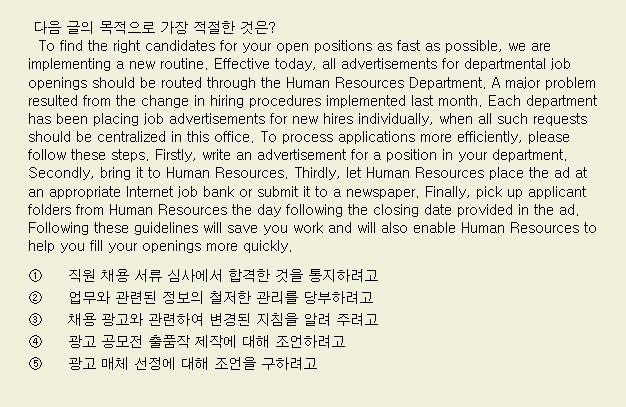 다음 글의 목적으로 가장 적절한 것은?
To find the right candidates for your open positions as fast as possible, we are
implementing a new routine. Effective today, all advertisements for departmental job
openings should be routed through the Human Resources Department. A major problem
resulted from the change in hiring procedures implemented last month. Each department
has been placing job advertisements for new hires individually, when all such requests
should be centralized in this office. To process applications more efficiently, please
follow these steps. Firstly, write an advertisement for a position in your department.
Secondly, bring it to Human Resources. Thirdly, let Human Resources place the ad at
an appropriate Internet job bank or submit it to a newspaper. Finally, pick up applicant
folders from Human Resources the day following the closing date provided in the ad.
Following these guidelines will save you work and will also enable Human Resources to
help you fill your openings more quickly.
① 직원 채용 서류 심사에서 합격한 것을 통지하려고
② 업무와 관련된 정보의 철저한 관리를 당부하려고
③ 채용 광고와 관련하여 변경된 지침을 알려 주려고
④ 광고 공모전 출품작 제작에 대해 조언하려고
⑤ 광고 매체 선정에 대해 조언을 구하려고